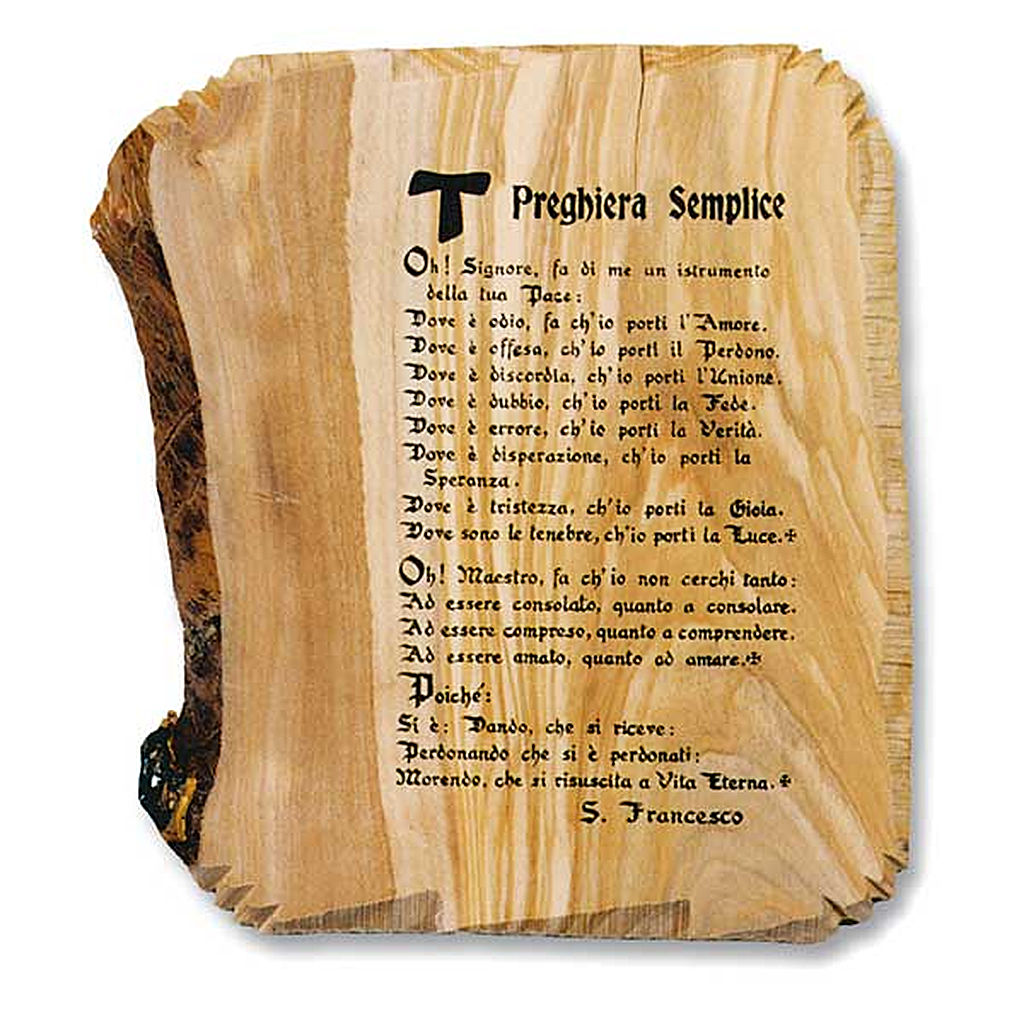 T Preghiera Semplice
Oh! Signore, fa di me un istrumento
della tua Pace:
Dove è odio, fa ch'io porti l'Amore.
Dove è offesa, ch'io porti il Perdono.
Dove è discordia, ch'io porti l'Unione.
Dove è dubbio, ch'io porti la Fede.
Dove è errore, ch'io porti la Verità.
Dove è disperazione, ch'io porti la
Speranza.
Dove è tristezza, ch'io porti la Gioia.
Dove sono le tenebre, ch'io porti la Luce.✠
Oh! Maestro, fa ch'io non cerchi tanto:
Ad essere consolato, quanto a consolare.
Ad essere compreso, quanto a comprendere.
Ad essere amato, quanto ad amare.✠
Poiché:
Si è: Dando, che si riceve:
Perdonando che si è perdonati:
Morendo, che si risuscita a Vita Eterna.✠
S. Francesco